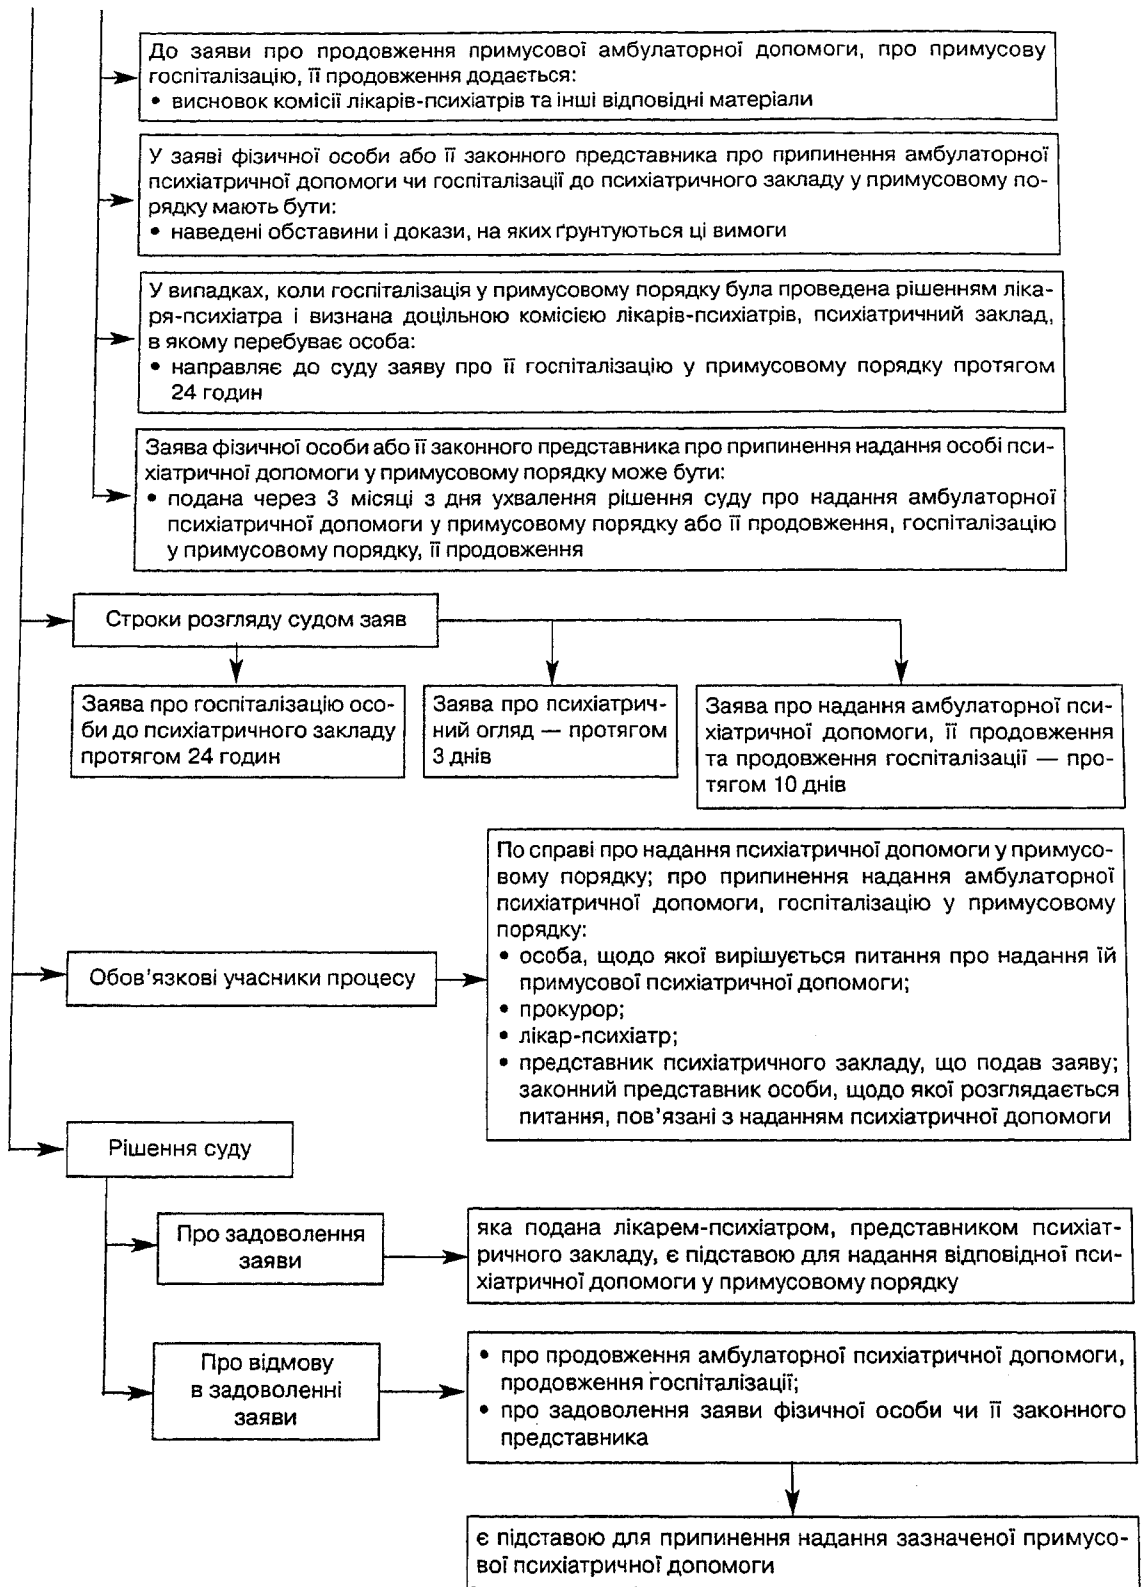 До заяви про продовження примусової амбулаторної допомоги, про примусову
госпіталізацію, її продовження додається:
• висновок комісії лікарів-психіатрів та інші відповідні матеріали
У заяві фізичної особи або її законного представника про припинення амбулаторної
психіатричної допомоги чи госпіталізації до психіатричного закладу у примусовому по-
рядку мають бути:
• наведені обставини і докази, на яких ґрунтуються ці вимоги
У випадках, коли госпіталізація у примусовому порядку була проведена рішенням ліка-
ря-психіатра і визнана доцільною комісією лікарів-психіатрів, психіатричний заклад,
в якому перебуває особа:
• направляє до суду заяву про її госпіталізацію у примусовому порядку протягом
24 годин
Заява фізичної особи або її законного представника про припинення надання особі пси-
хіатричної допомоги у примусовому порядку може бути:
• подана через 3 місяці з дня ухвалення рішення суду про надання амбулаторної
психіатричної допомоги у примусовому порядку або її продовження, госпіталізацію
у примусовому порядку, її продовження
Строки розгляду судом заяв
Заява про госпіталізацію осо-
би до психіатричного закладу
протягом 24 годин
Заява про психіатрич-
ний огляд — протягом
3 днів
Заява про надання амбулаторної пси-
хіатричної допомоги, її продовження
та продовження госпіталізації — про-
тягом 10 днів
По справі про надання психіатричної допомоги у примусо-
вому порядку; про припинення надання амбулаторної
психіатричної допомоги, госпіталізацію у примусовому
порядку:
• особа, щодо якої вирішується питання про надання їй
примусової психіатричної допомоги;
• прокурор;
• лікар-психіатр;
• представник психіатричного закладу, що подав заяву;
законний представник особи, щодо якої розглядається
питання, пов’язані з наданням психіатричної допомоги
Обов’язкові учасники процесу
Рішення суду
Про задоволення
заяви
яка подана лікарем-психіатром, представником психіат-
ричного закладу, є підставою для надання відповідної пси-
хіатричної допомоги у примусовому порядку
Про відмову
в задоволенні
заяви
• про продовження амбулаторної психіатричної допомоги,
продовження госпіталізації;
• про задоволення заяви фізичної особи чи її законного
представника
є підставою для припинення надання зазначеної примусо-
вої психіатричної допомоги